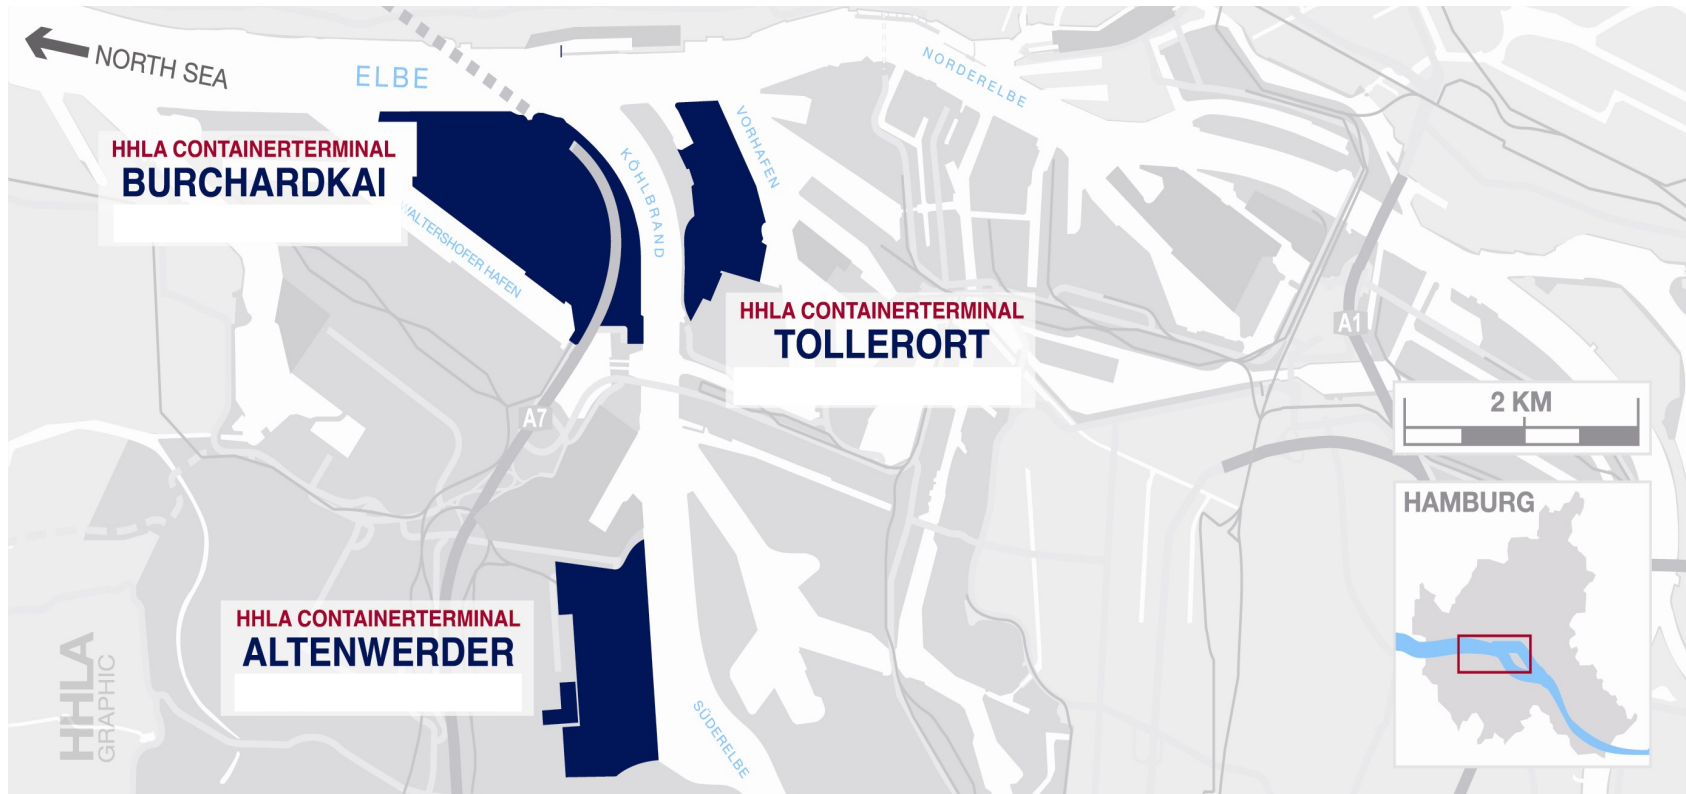 NORTH SEA
ELBE
NORDERELBE
VORHAFEN
HHLA CONTAINERTERMINAL
BURCHARDKAI
KÖHLBRAND
WALTERSHOFER HAFEN
HHLA CONTAINERTERMINAL
TOLLERORT
A1
A7
2 KM
HAMBURG
HHLA CONTAINERTERMINAL
ALTENWERDER
SÜDERELBE
HHLA
GRAPHIC